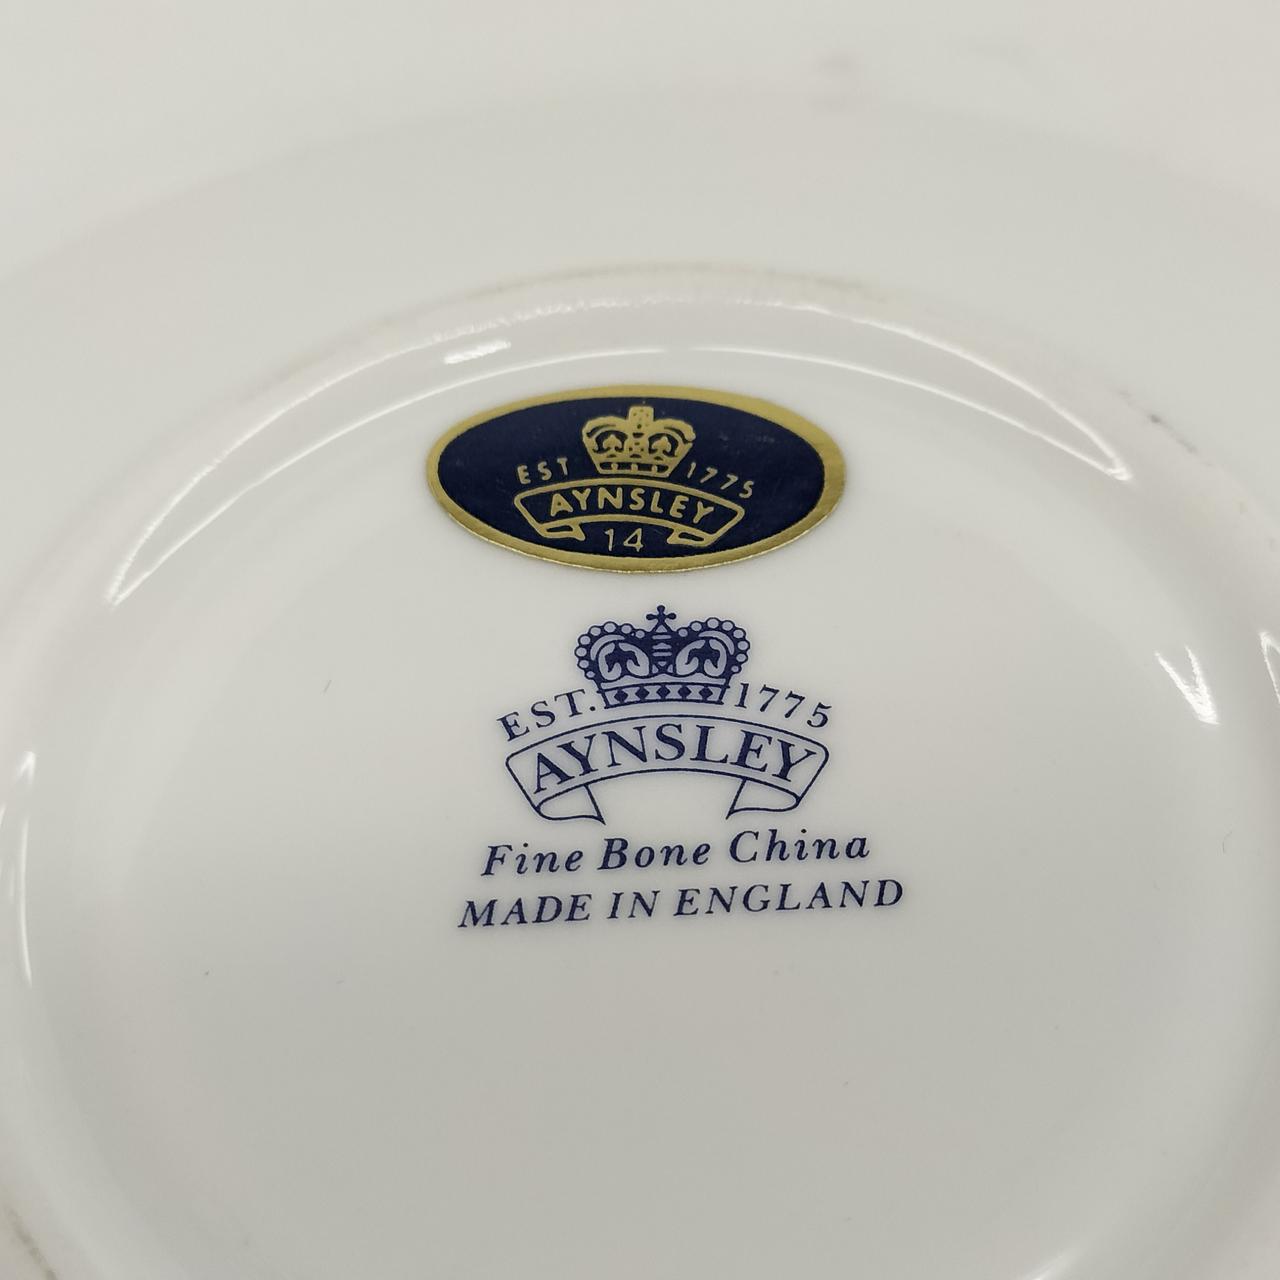 EST 1775
AYNSLEY
14
EST. 1775
AYNSLEY
Fine Bone China
MADE IN ENGLAND